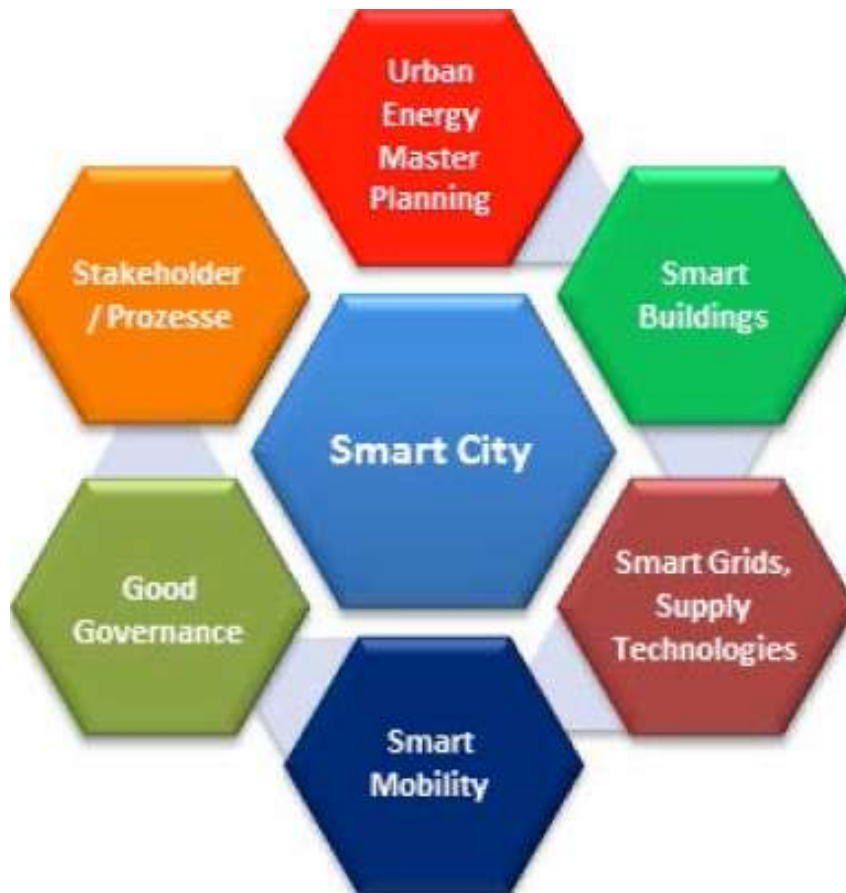 Urban
Energy
Master
Planning
Stakeholder
/ Prozesse
Smart
Buildings
Smart City
Good
Governance
Smart Grids,
Supply
Technologies
Smart
Mobility